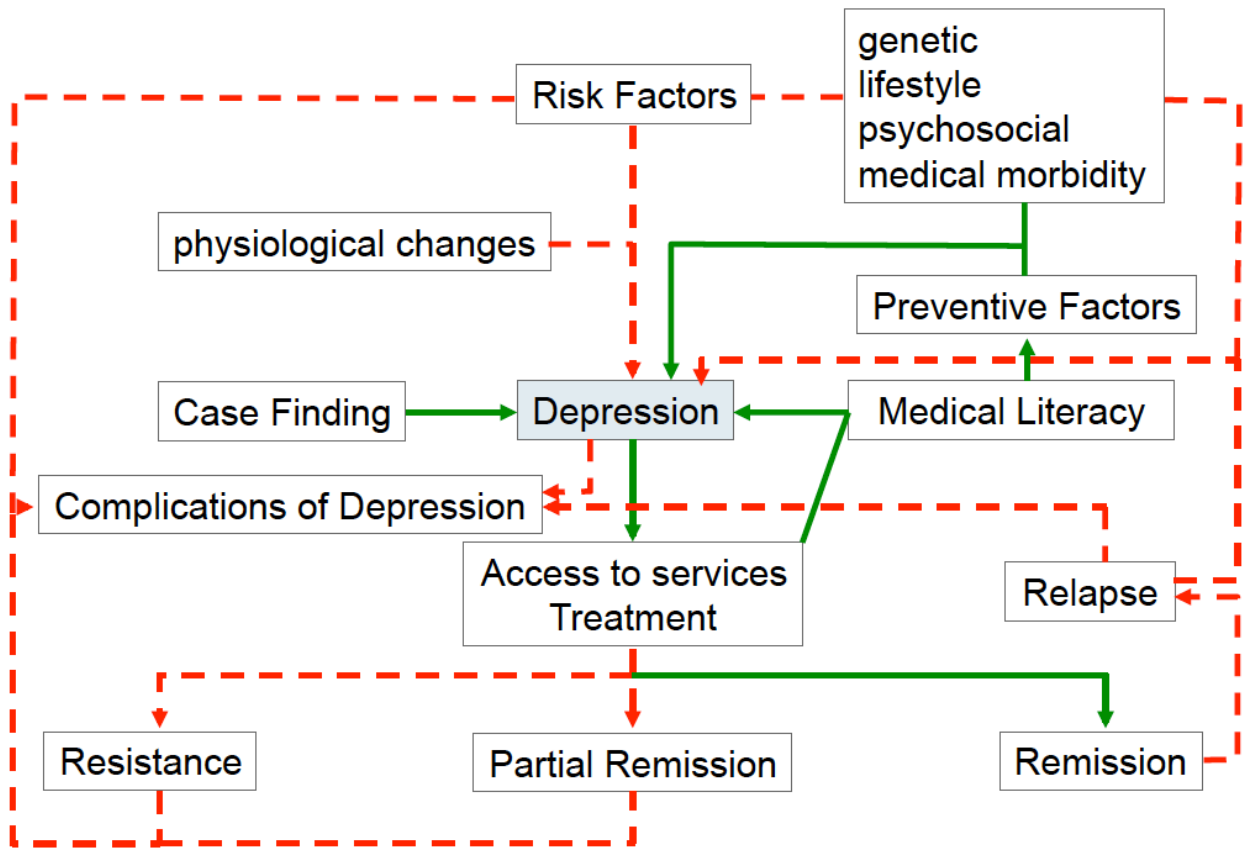 genetic
lifestyle
psychosocial
medical morbidity
Risk Factors
physiological changes
Preventive Factors
Case Finding
Depression
Medical Literacy
Complications of Depression
Access to services
Treatment
Relapse
Resistance
Partial Remission
Remission